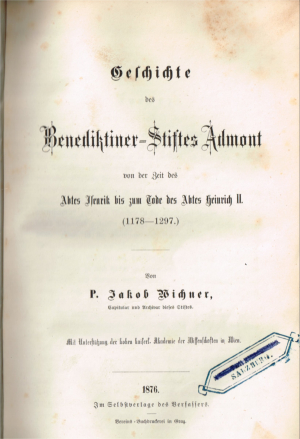 Geschichte
des
Benediktiner-Stiftes Admont
von der Zeit des
Abtes Isenrik bis zum Tode des Abtes Heinrich II.
(1178—1297.)
Von
P. Jakob Wichner,
Capitular und Archivar dieses Stiftes.
Mit Unterstützung der hohen kaiserl. Akademie der Wissenschaften in Wien.
SALZBURG.
1876.
Im Selbstverlage des Verfassers.
Vereins-Buchdruckerei in Graz.